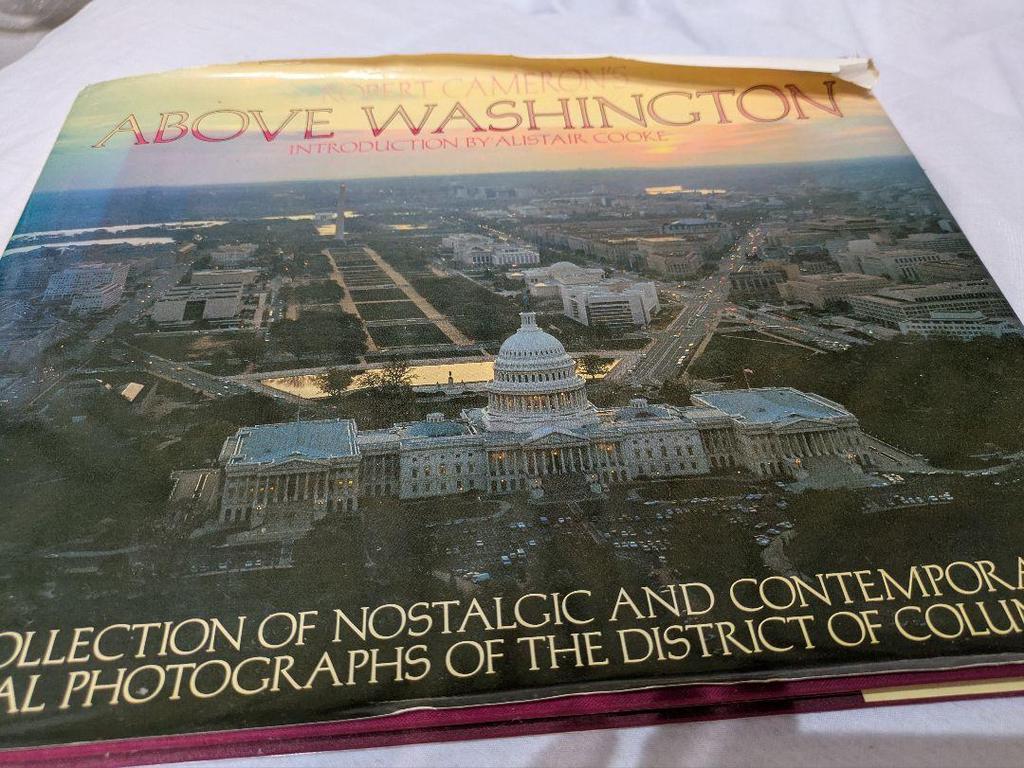 ROBERT CAMERON'S
ABOVE WASHINGTON
INTRODUCTION BY ALISTAIR COOKE
OLLECTION OF NOSTALGIC AND CONTEMPORA
AL PHOTOGRAPHS OF THE DISTRICT OF COLUM